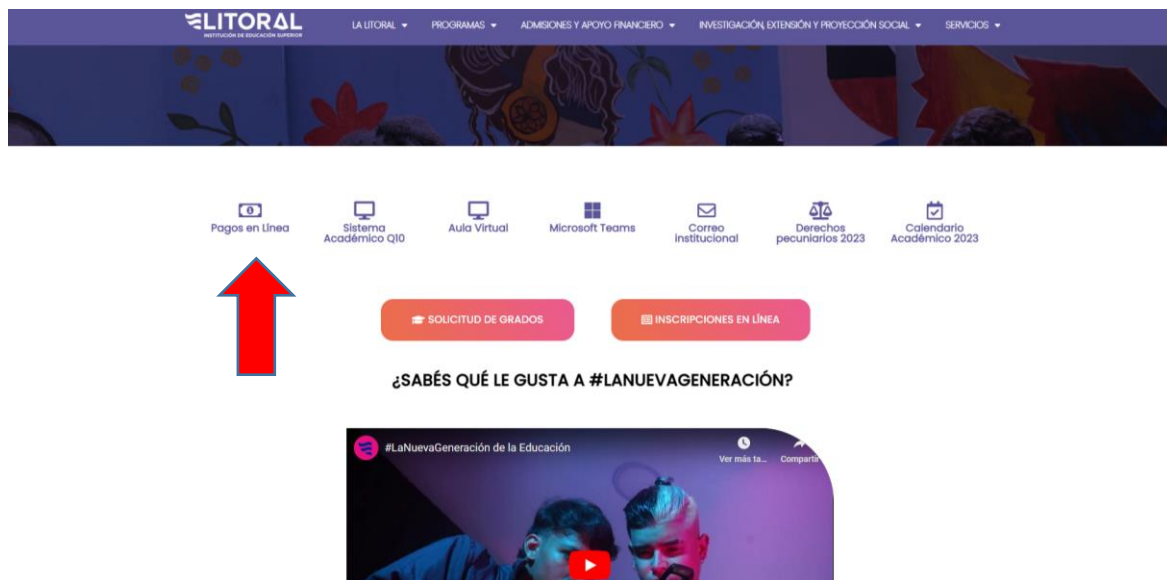 LITORAL
INSTITUCIÓN DE EDUCACIÓN SUPERIOR
LA LITORAL
PROGRAMAS
ADMISIONES Y APOYO FINANCIERO
INVESTIGACIÓN, EXTENSIÓN Y PROYECCIÓN SOCIAL
SERVICIOS
Pagos en Línea
Sistema
Académico Q10
Aula Virtual
Microsoft Teams
Correo
institucional
Derechos
pecuniarios 2023
Calendario
Académico 2023
SOLICITUD DE GRADOS
INSCRIPCIONES EN LÍNEA
¿SABÉS QUÉ LE GUSTA A #LANUEVAGENERACIÓN?
#LaNuevaGeneración de la Educación
Ver más ta...
Compartir